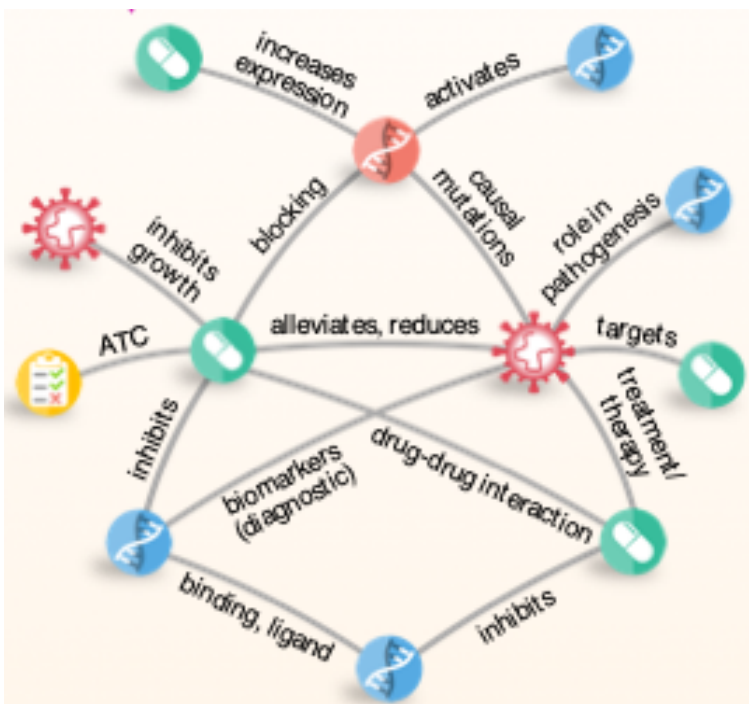 increases
expression
activates
causal
mutations
blocking
role in
pathogenesis
inhibits
growth
alleviates, reduces
targets
ATC
treatment/
therapy
inhibits
biomarkers
(diagnostic)
drug-drug interaction
binding, ligand
inhibits